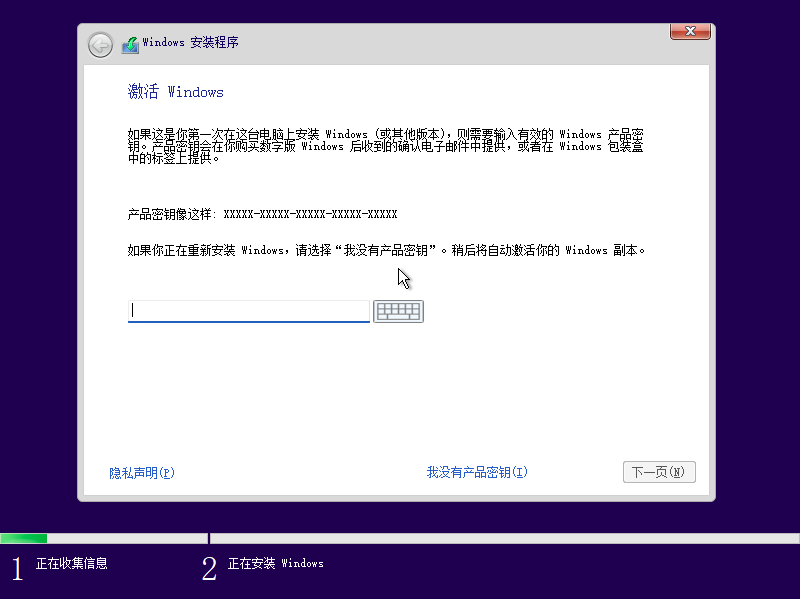 Windows 安装程序
激活 Windows
如果这是你第一次在这台电脑上安装 Windows (或其他版本)，则需要输入有效的 Windows 产品密
钥。产品密钥会在你购买数字版 Windows 后收到的确认电子邮件中提供，或者在 Windows 包装盒
中的标签上提供。
产品密钥像这样: XXXXX-XXXXX-XXXXX-XXXXX-XXXXX
如果你正在重新安装 Windows，请选择“我没有产品密钥”。稍后将自动激活你的 Windows 副本。
隐私声明(P)
我没有产品密钥(I)
下一页(N)
1 正在收集信息
2 正在安装 Windows